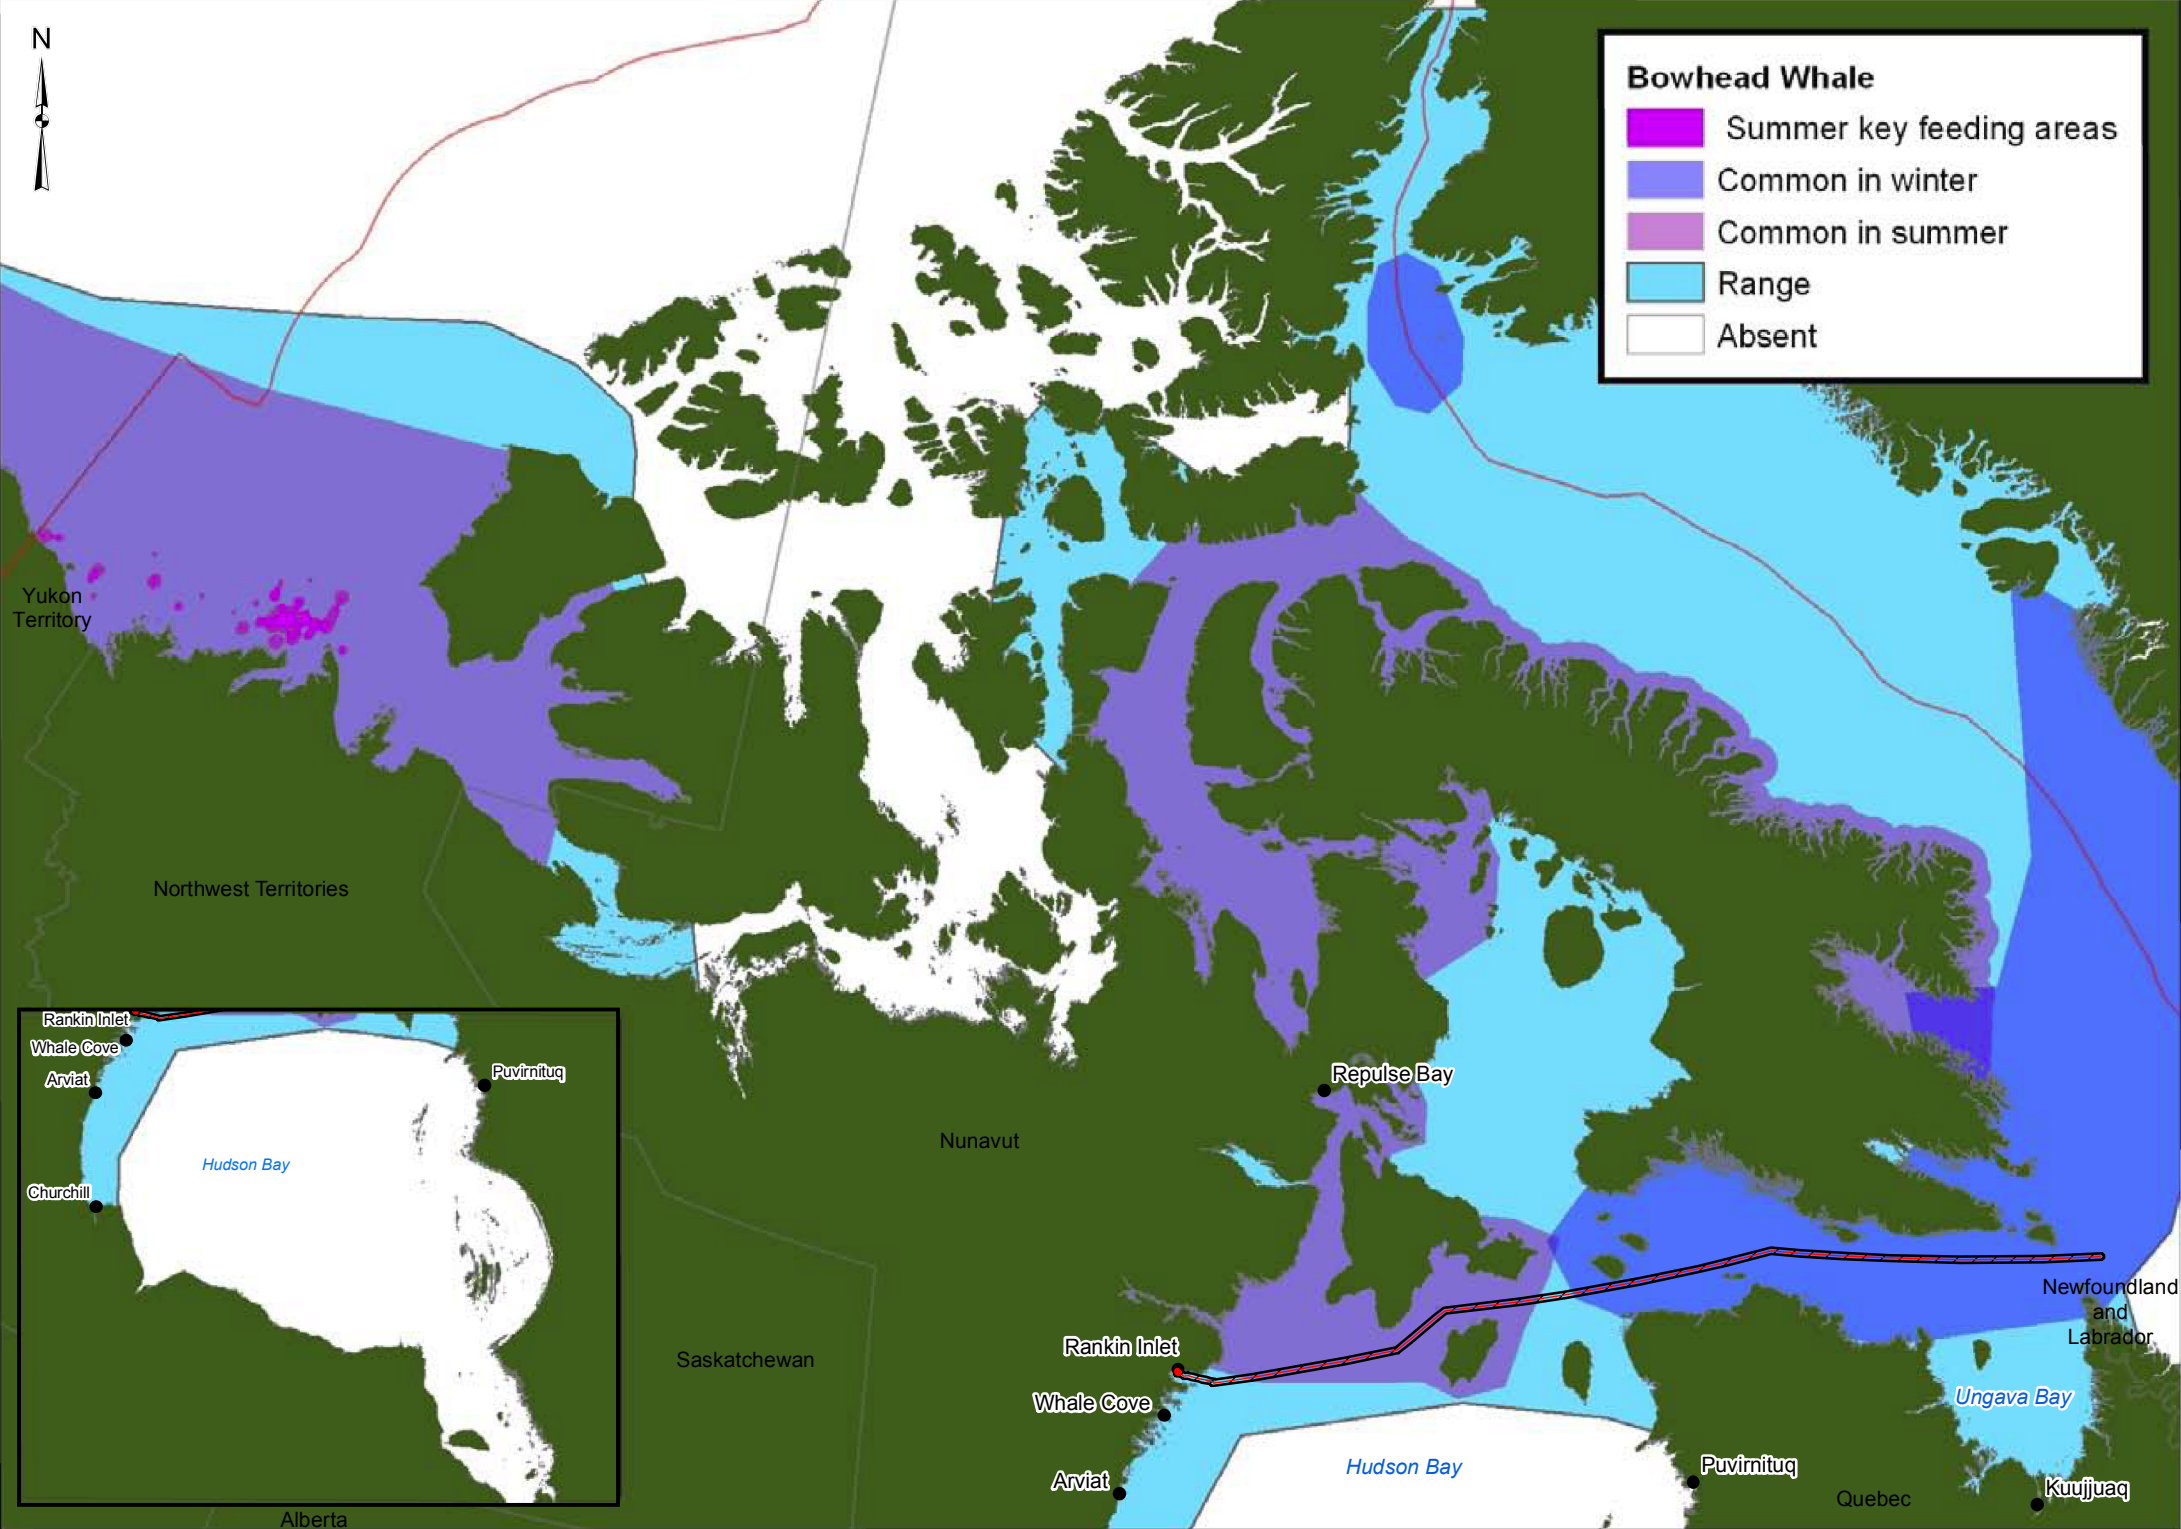 N
Bowhead Whale
Summer key feeding areas
Common in winter
Common in summer
Range
Absent
Yukon
Territory
Northwest Territories
Rankin Inlet
Whale Cove
Arviat
Puvirnituq
Hudson Bay
Churchill
Repulse Bay
Nunavut
Saskatchewan
Alberta
Newfoundland
and
Labrador
Rankin Inlet
Whale Cove
Arviat
Hudson Bay
Ungava Bay
Puvirnituq
Kuujjuaq
Quebec